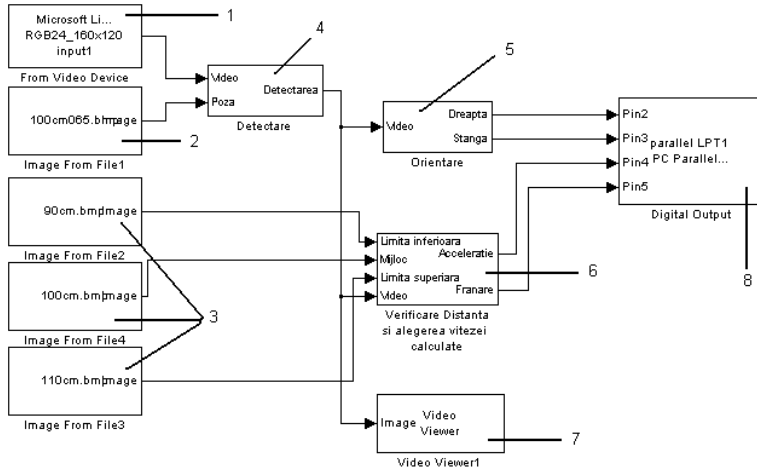 1
Microsoft Li...
RGB24_160x120
input1
From Video Device
100cm065.bmp
Image
2
Image From File1
90cm.bmp
Image
Image From File2
100cm.bmp
Image
3
Image From File4
110cm.bmp
Image
Image From File3
4
Video
Poza
Detectarea
Detectare
5
Video
Dreapta
Stanga
Orientare
Limita inferioara
Mijloc
Limita superiara
Video
Acceleratie
Franare
6
Verificare Distanta
si alegerea vitezei
calculate
Image
Video
Viewer
7
Video Viewer1
Pin2
Pin3
Pin4
Pin5
parallel LPT1
PC Parallel...
8
Digital Output